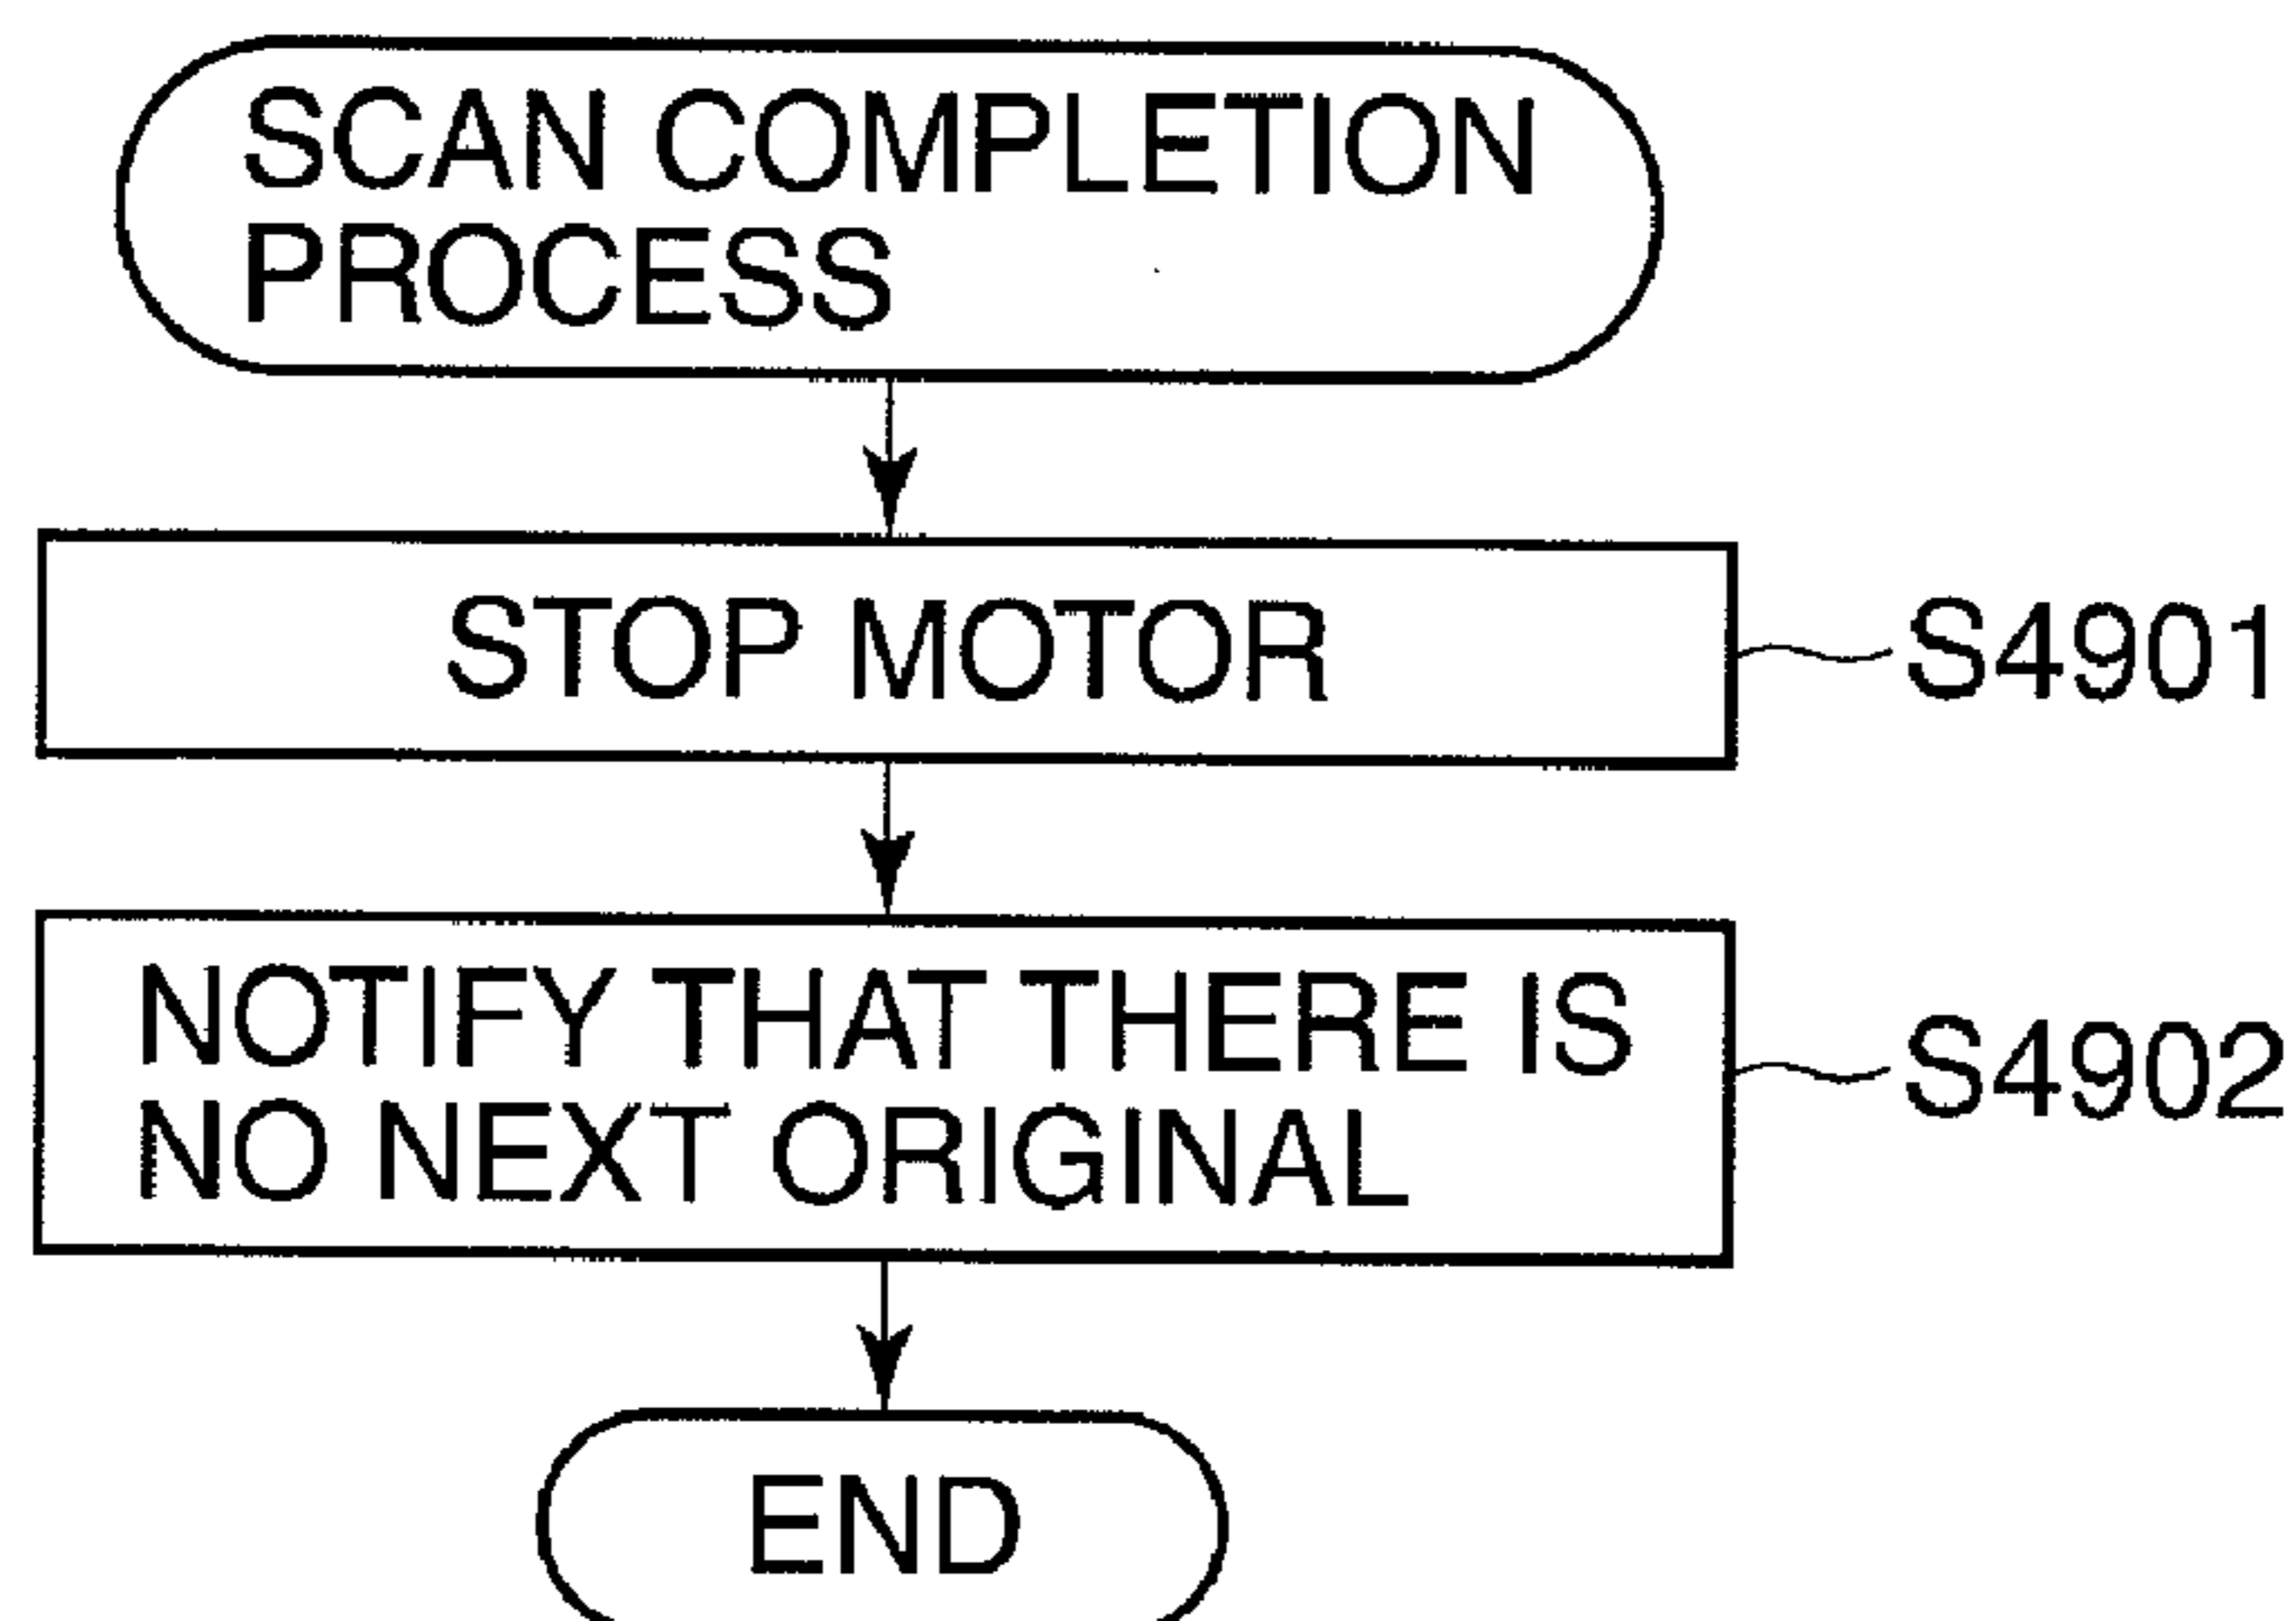 SCAN COMPLETION
PROCESS
STOP MOTOR
S4901
NOTIFY THAT THERE IS
NO NEXT ORIGINAL
S4902
END